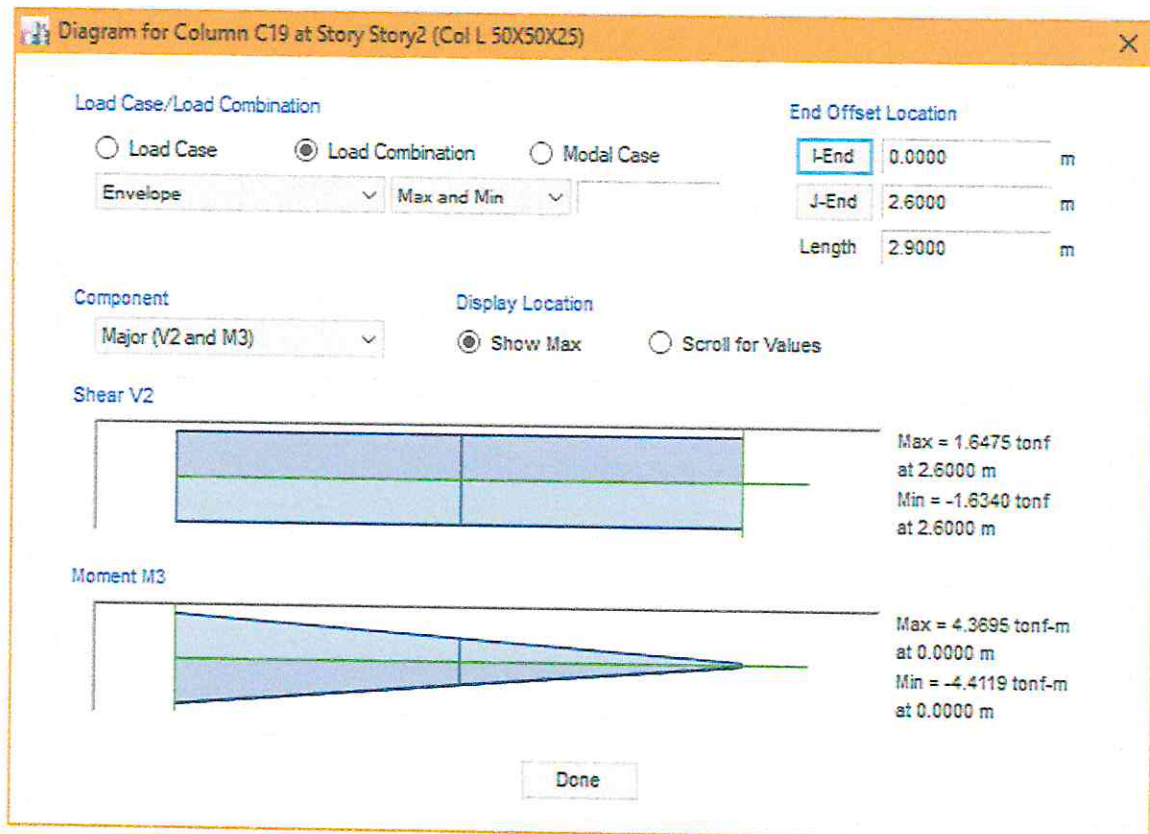 Diagram for Column C19 at Story Story2 (Col L 50X50X25)
Load Case/Load Combination
Load Case
Load Combination
Modal Case
Envelope
Max and Min
End Offset Location
I-End
0.0000
m
J-End
2.6000
m
Length
2.9000
m
Component
Major (V2 and M3)
Display Location
Show Max
Scroll for Values
Shear V2
Max = 1.6475 tonf
at 2.6000 m
Min = -1.6340 tonf
at 2.6000 m
Moment M3
Max = 4.3695 tonf-m
at 0.0000 m
Min = -4.4119 tonf-m
at 0.0000 m
Done